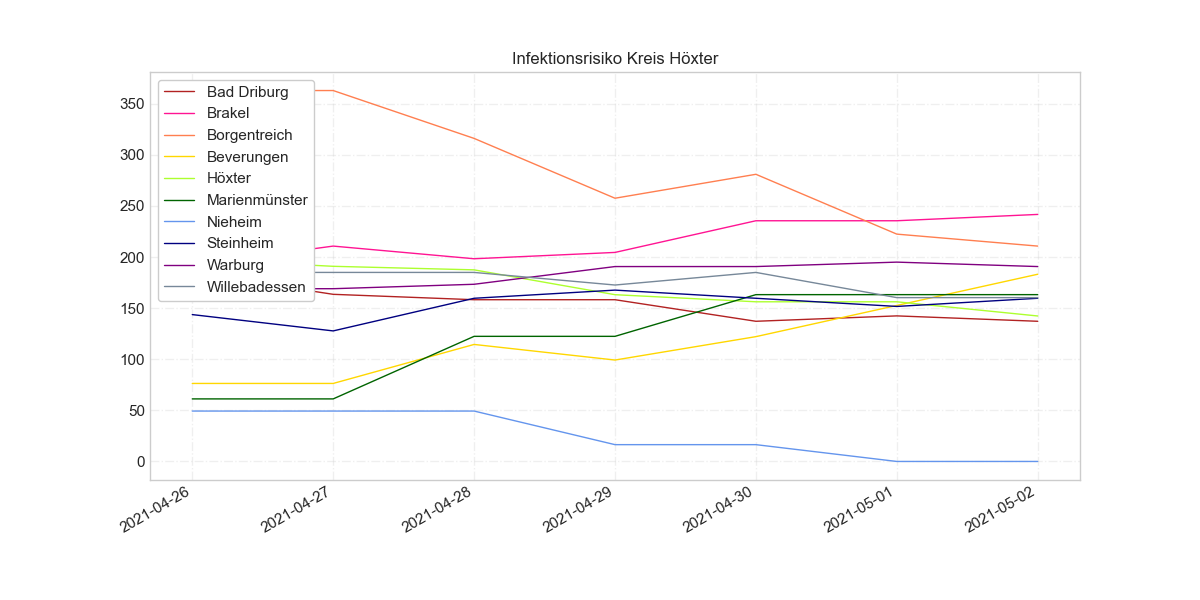 Infektionsrisiko Kreis Höxter
Bad Driburg
Brakel
Borgentreich
Beverungen
Höxter
Marienmünster
Nieheim
Steinheim
Warburg
Willebadessen
350
300
250
200
150
100
50
0
2021-04-26
2021-04-27
2021-04-28
2021-04-29
2021-04-30
2021-05-01
2021-05-02